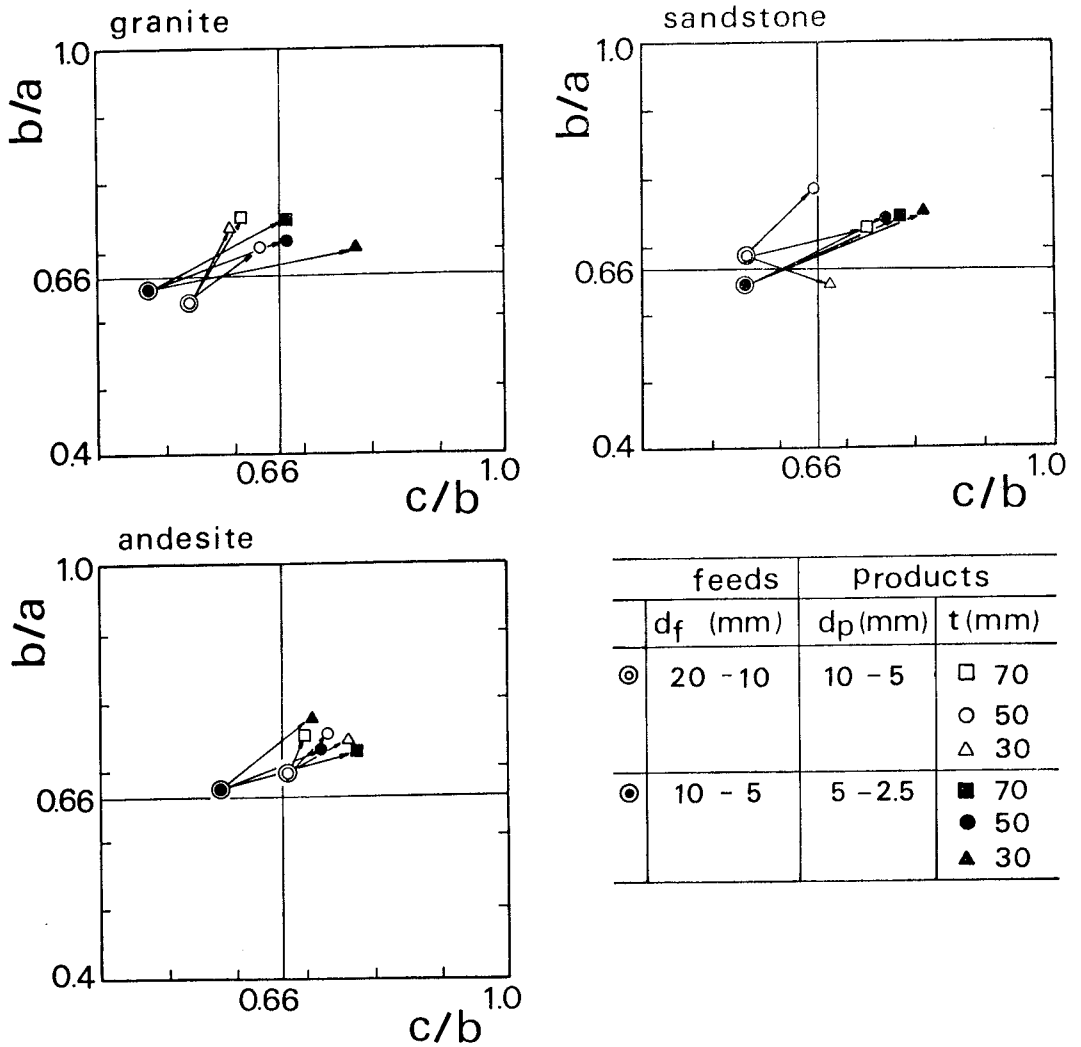 granite
1.0
b/a
0.66
0.4
0.66
1.0
c/b
sandstone
1.0
b/a
0.66
0.4
0.66
1.0
c/b
andesite
1.0
b/a
0.66
0.4
0.66
1.0
c/b
feeds products
df (mm) dp (mm) t (mm)
20 - 10 10 - 5 70
50
30
10 - 5 5 - 2.5 70
50
30